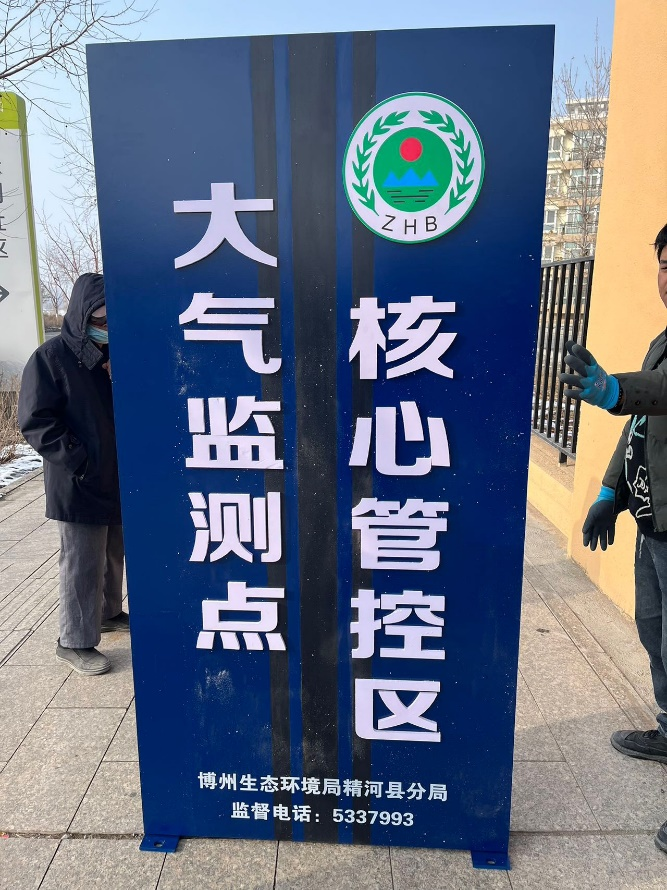 ZHB
大气监测点
核心管控区
博州生态环境局精河县分局
监督电话：5337993